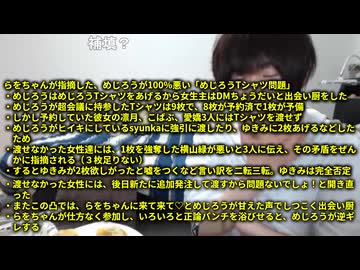 補填？
らをちゃんが指摘した、めじろうが100％悪い「めじろうTシャツ問題」
・めじろうはめじろうTシャツをあげるから女生主はDMちょうだいと出会い厨をした
・めじろうが超会議に持参したTシャツは9枚で、8枚が予約済で1枚が予備
・しかし予約していた彼女の凛月、こぱぷ、愛嬌3人にはTシャツを渡せず
・めじろうがヒイキにしているsyunkaに強引に渡したり、ゆきみに2枚あげるなどしたため
・渡せなかった女性達には、1枚を強奪した横山緑が悪いと3人に伝え、その矛盾をぜんかに指摘される（３枚足りない）
・するとゆきみが2枚欲しがったと嘘をつくなど言い訳を二転三転。ゆきみは完全否定
・渡せなかった女性には、後日新たに追加発注して渡すから問題ないでしょ！と開き直った
・またこの凸では、らをちゃんに来て来て♡とめじろうが甘えた声でしつこく出会い厨
・らをちゃんが仕方なく参加し、いろいろと正論パンチを浴びせると、めじろうが逆ギレする